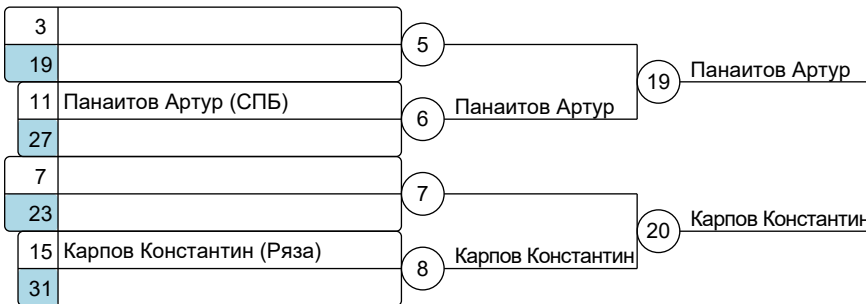 3
5
19
19 Панаитов Артур
11 Панаитов Артур (СПБ)
6 Панаитов Артур
27
7
7
23
20 Карпов Константин
15 Карпов Константин (Ряза)
8 Карпов Константин
31